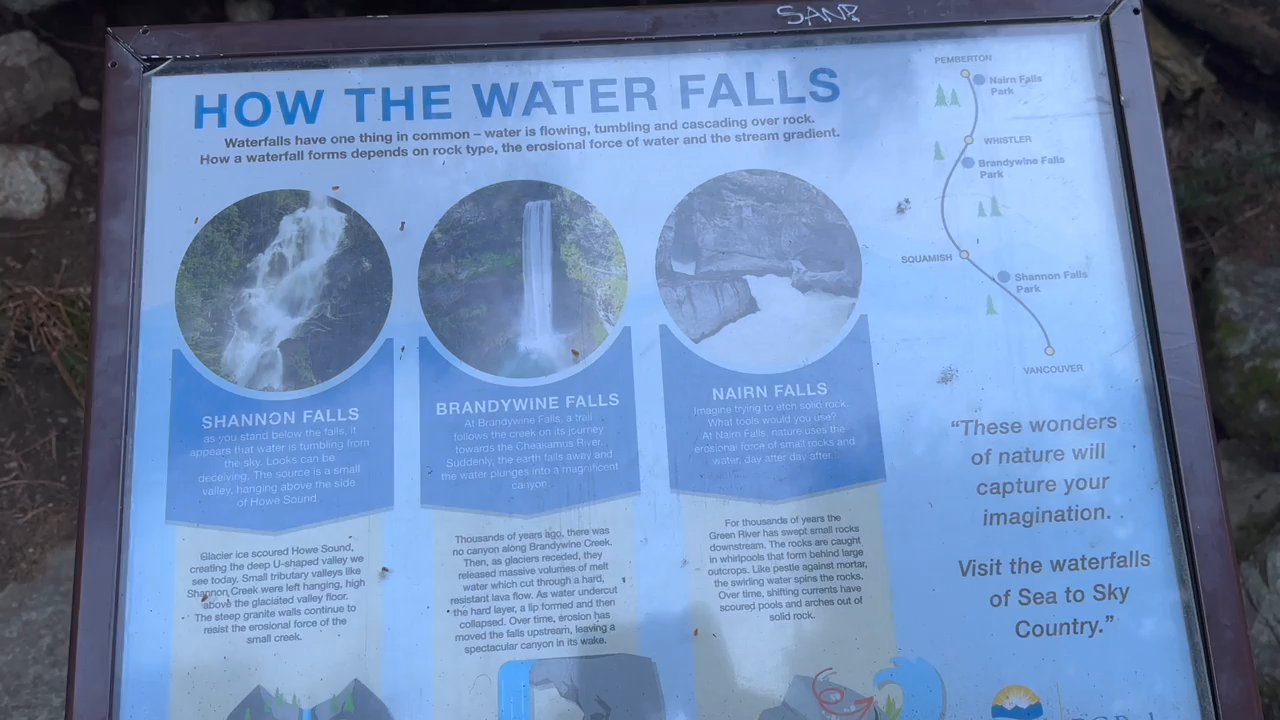 SAND
HOW THE WATER FALLS
Waterfalls have one thing in common – water is flowing, tumbling and cascading over rock.
How a waterfall forms depends on rock type, the erosional force of water and the stream gradient.
SHANNON FALLS
as you stand below the falls, it
appears that water is tumbling from
the sky. Looks can be
deceiving. The source is a small
valley, hanging above the side
of Howe Sound.
Glacier ice scoured Howe Sound,
creating the deep U-shaped valley we
see today. Small tributary valleys like
Shannon Creek were left hanging, high
above the glaciated valley floor.
The steep granite walls continue to
resist the erosional force of the
small creek.
BRANDYWINE FALLS
At Brandywine Falls, a trail
follows the creek on its journey
towards the Cheakamus River.
Suddenly, the earth falls away and
the water plunges into a magnificent
canyon.
Thousands of years ago, there was
no canyon along Brandywine Creek.
Then, as glaciers receded, they
released massive volumes of melt
water which cut through a hard,
resistant lava flow. As water undercut
the hard layer, a lip formed and then
collapsed. Over time, erosion has
moved the falls upstream, leaving a
spectacular canyon in its wake.
NAIRN FALLS
Imagine trying to etch solid rock.
What tools would you use?
At Nairn Falls, nature uses the
erosional force of small rocks and
water, day after day after...
For thousands of years the
Green River has swept small rocks
downstream. The rocks are caught
in whirlpools that form behind large
outcrops. Like pestle against mortar,
the swirling water spins the rocks.
Over time, shifting currents have
scoured pools and arches out of
solid rock.
PEMBERTON
Nairn Falls
Park
WHISTLER
Brandywine Falls
Park
SQUAMISH
Shannon Falls
Park
VANCOUVER
“These wonders
of nature will
capture your
imagination.
Visit the waterfalls
of Sea to Sky
Country.”